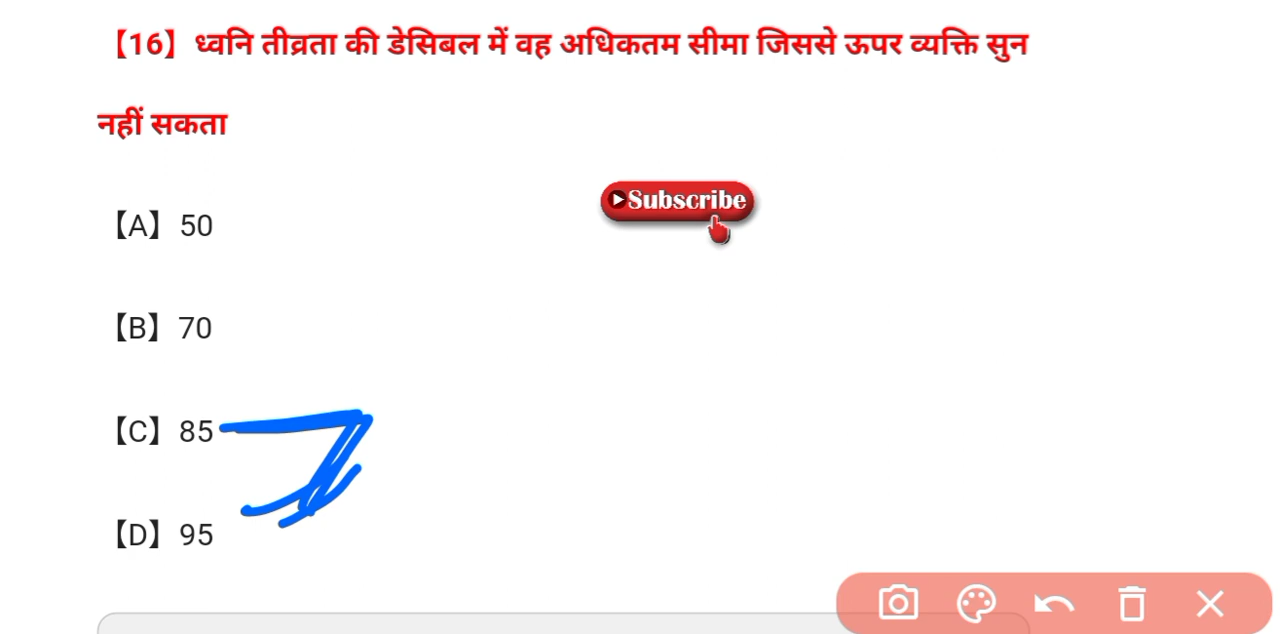 【16】 ध्वनि तीव्रता की डेसिबल में वह अधिकतम सीमा जिससे ऊपर व्यक्ति सुन
नहीं सकता
Subscribe
【A】 50
【B】 70
【C】 85
【D】 95